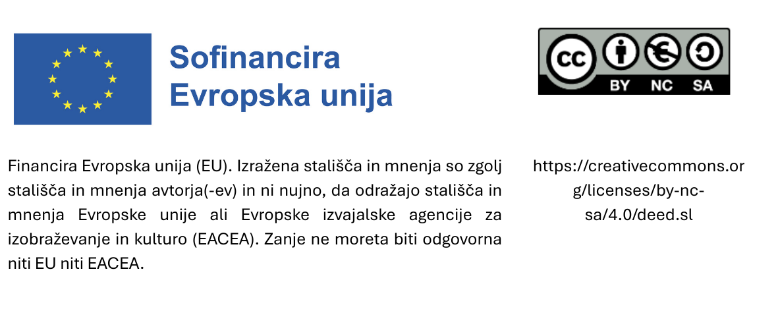 Sofinancira
Evropska unija
CC
BY NC SA
Financira Evropska unija (EU). Izražena stališča in mnenja so zgolj
stališča in mnenja avtorja(-ev) in ni nujno, da odražajo stališča in
mnenja Evropske unije ali Evropske izvajalske agencije za
izobraževanje in kulturo (EACEA). Zanje ne moreta biti odgovorna
niti EU niti EACEA.
https://creativecommons.or
g/licenses/by-nc-
sa/4.0/deed.sl